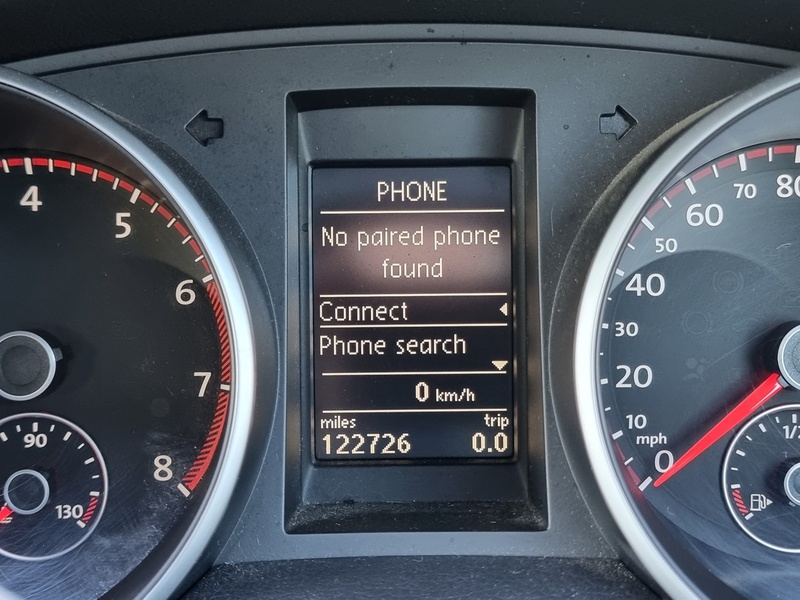 PHONE
No paired phone
found
Connect
Phone search
0 km/h
miles trip
122726 0.0
4
5
6
7
8
90
130
80
70
60
50
40
30
20
10
mph
0